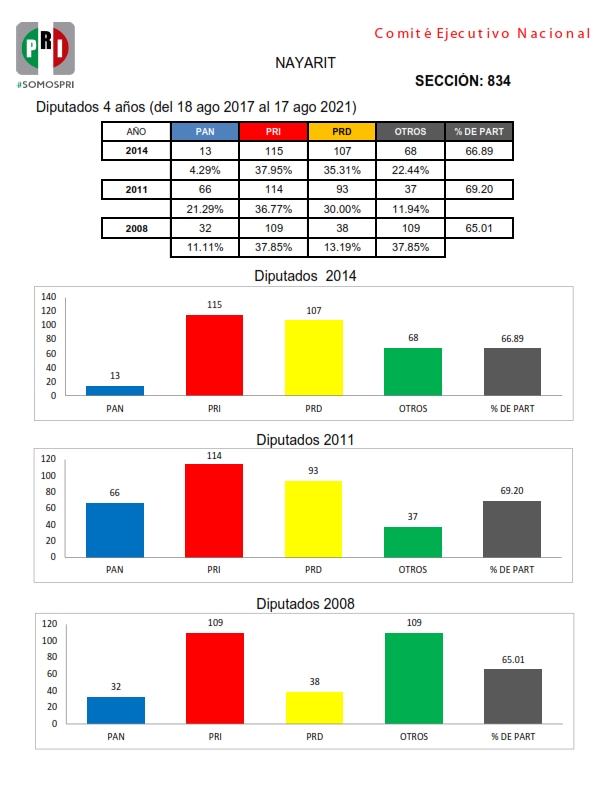 Comité Ejecutivo Nacional
PRI
#SOMOSPRI
NAYARIT
SECCIÓN: 834
Diputados 4 años (del 18 ago 2017 al 17 ago 2021)
AÑO PAN PRI PRD OTROS % DE PART
2014 13 115 107 68 66.89
4.29% 37.95% 35.31% 22.44%
2011 66 114 93 37 69.20
21.29% 36.77% 30.00% 11.94%
2008 32 109 38 109 65.01
11.11% 37.85% 13.19% 37.85%
Diputados 2014
140
120
100
80
60
40
20
0
13 115 107 68 66.89
PAN PRI PRD OTROS % DE PART
Diputados 2011
120
100
80
60
40
20
0
66 114 93 37 69.20
PAN PRI PRD OTROS % DE PART
Diputados 2008
120
100
80
60
40
20
0
32 109 38 109 65.01
PAN PRI PRD OTROS % DE PART